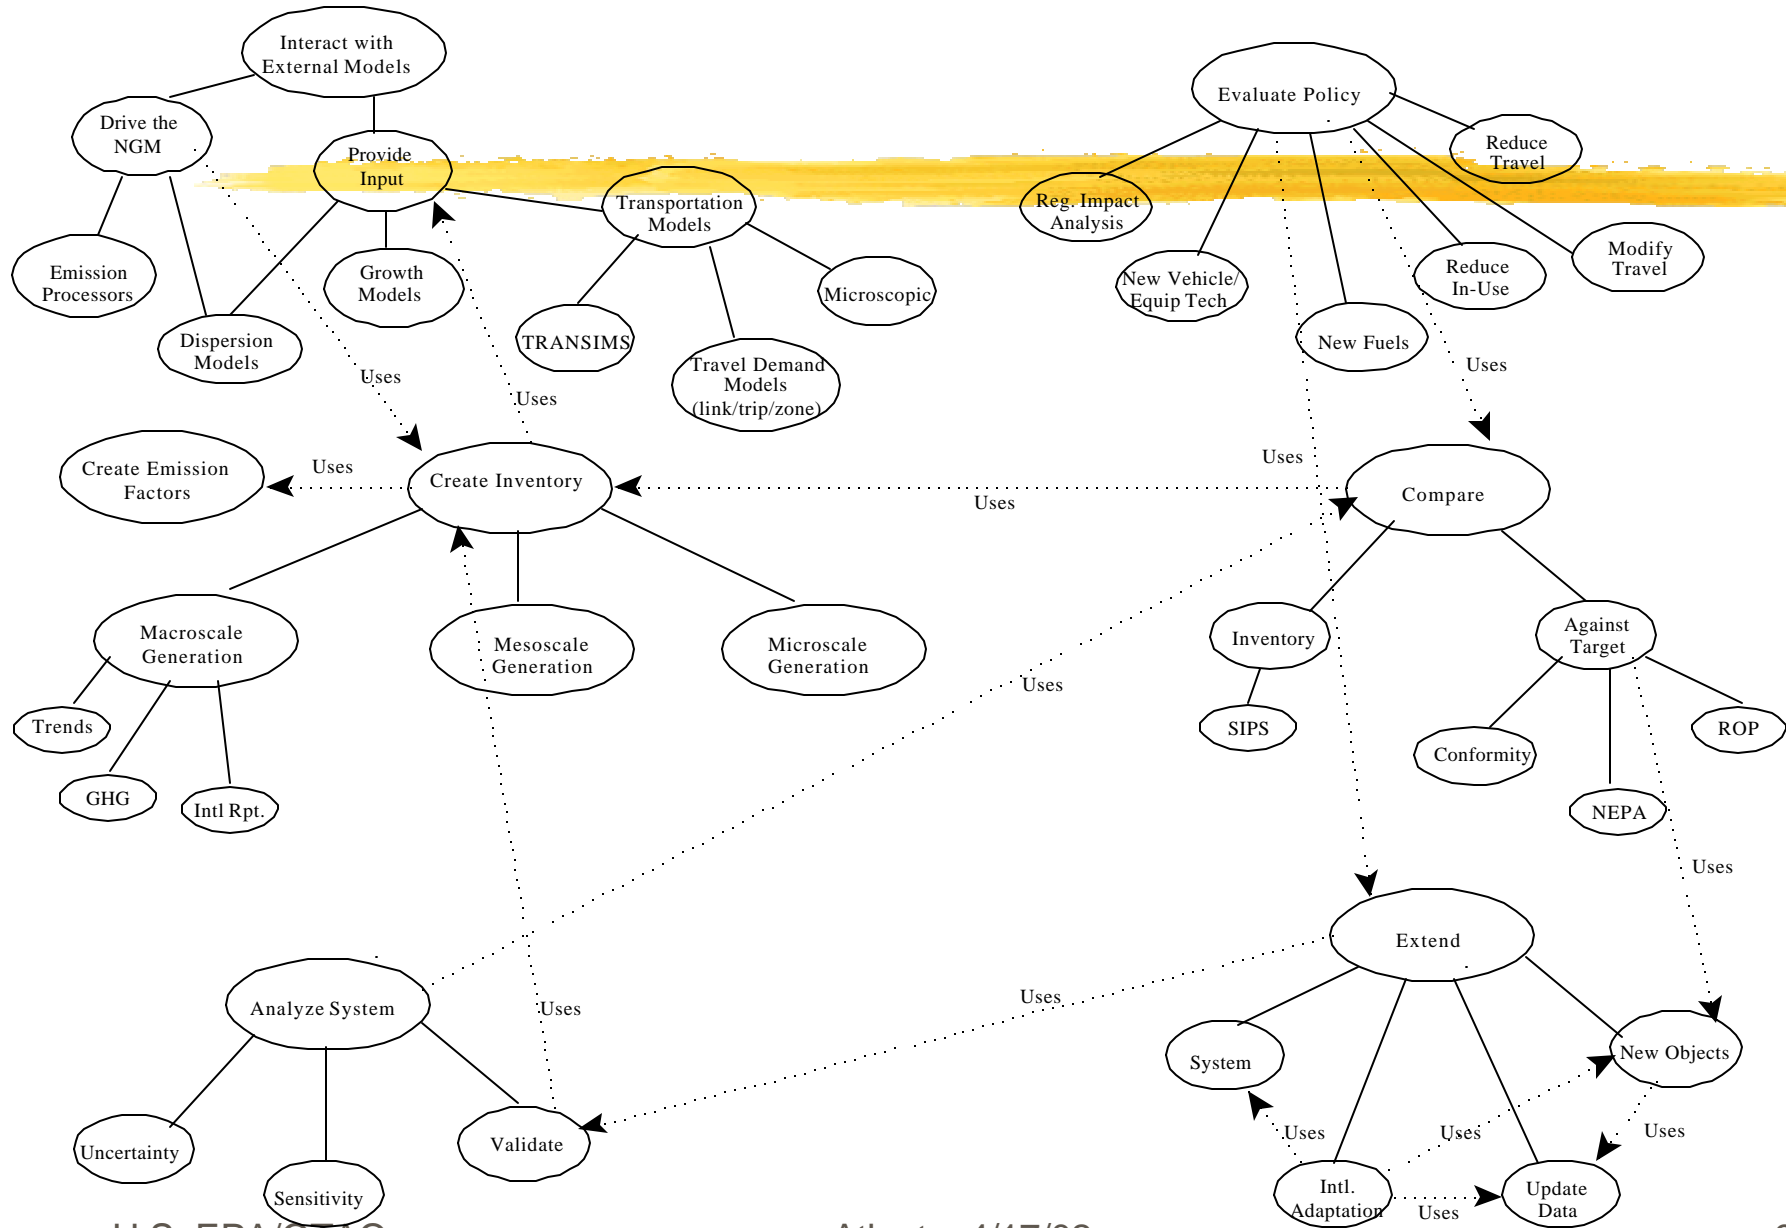 Interact with
External Models
Drive the
NGM
Provide
Input
Transportation
Models
Emission
Processors
Growth
Models
Dispersion
Models
TRANSIMS
Microscopic
Travel Demand
Models
(link/trip/zone)
Uses
Uses
Evaluate Policy
Reduce
Travel
Reg. Impact
Analysis
New Vehicle/
Equip Tech
New Fuels
Reduce
In-Use
Modify
Travel
Uses
Uses
Create Emission
Factors
Uses
Create Inventory
Uses
Compare
Macroscale
Generation
Mesoscale
Generation
Microscale
Generation
Trends
GHG
Intl Rpt.
Uses
Inventory
SIPS
Against
Target
Conformity
NEPA
ROP
Uses
Analyze System
Uses
Uses
Extend
Uncertainty
Sensitivity
Validate
System
New Objects
Uses
Uses
Uses
Intl.
Adaptation
Uses
Update
Data